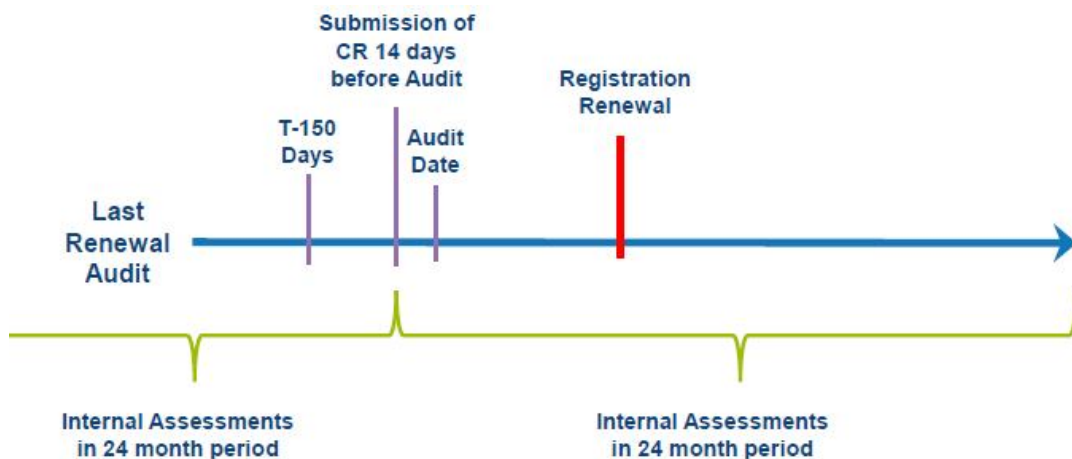 Submission of
CR 14 days
before Audit
Registration
Renewal
T-150
Days
Audit
Date
Last
Renewal
Audit
Internal Assessments
in 24 month period
Internal Assessments
in 24 month period